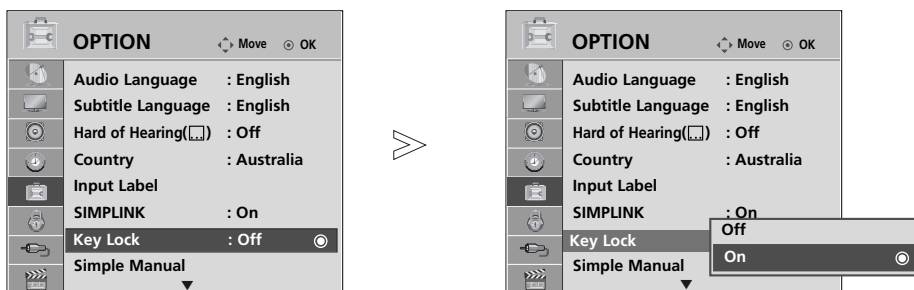 OPTION Move OK
Audio Language : English
Subtitle Language : English
Hard of Hearing( ) : Off
Country : Australia
Input Label
SIMPLINK : On
Key Lock : Off
Simple Manual
OPTION Move OK
Audio Language : English
Subtitle Language : English
Hard of Hearing( ) : Off
Country : Australia
Input Label
SIMPLINK : On
Key Lock
Off
On
Simple Manual